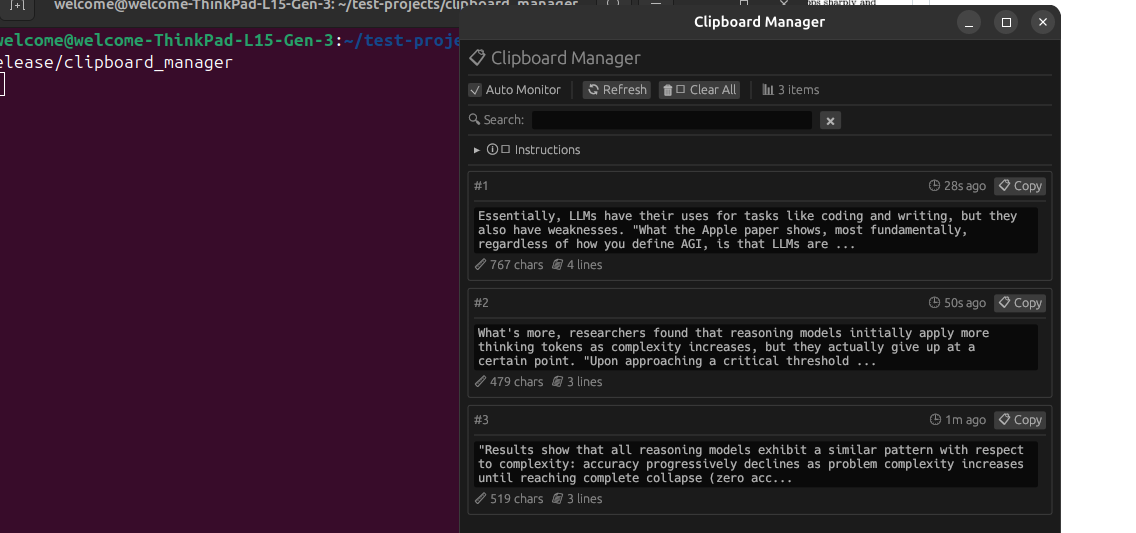 welcome@welcome-ThinkPad-L15-Gen-3: ~/test-projects/clipboard_manager
ops sharply and
Clipboard Manager
welcome@welcome-ThinkPad-L15-Gen-3:~/test-proje
elease/clipboard_manager
Clipboard Manager
Auto Monitor Refresh Clear All 3 items
Search:
Instructions
#1 28s ago Copy
Essentially, LLMs have their uses for tasks like coding and writing, but they
also have weaknesses. "What the Apple paper shows, most fundamentally,
regardless of how you define AGI, is that LLMs are ...
767 chars 4 lines
#2 50s ago Copy
What's more, researchers found that reasoning models initially apply more
thinking tokens as complexity increases, but they actually give up at a
certain point. "Upon approaching a critical threshold ...
479 chars 3 lines
#3 1m ago Copy
"Results show that all reasoning models exhibit a similar pattern with respect
to complexity: accuracy progressively declines as problem complexity increases
until reaching complete collapse (zero acc...
519 chars 3 lines